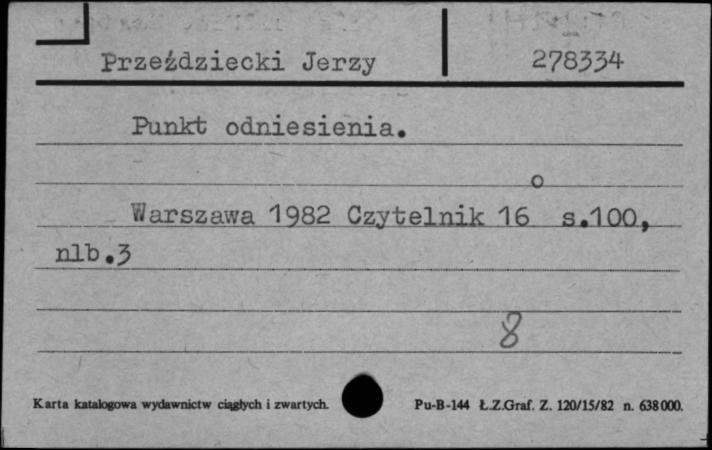 Przeździecki Jerzy 278334
Punkt odniesienia.
Warszawa 1982 Czytelnik 16° s.100,
nlb.3
8
Karta katalogowa wydawnictw ciągłych i zwartych. Pu-B-144 Ł.Z.Graf. Z. 120/15/82 n. 638000.